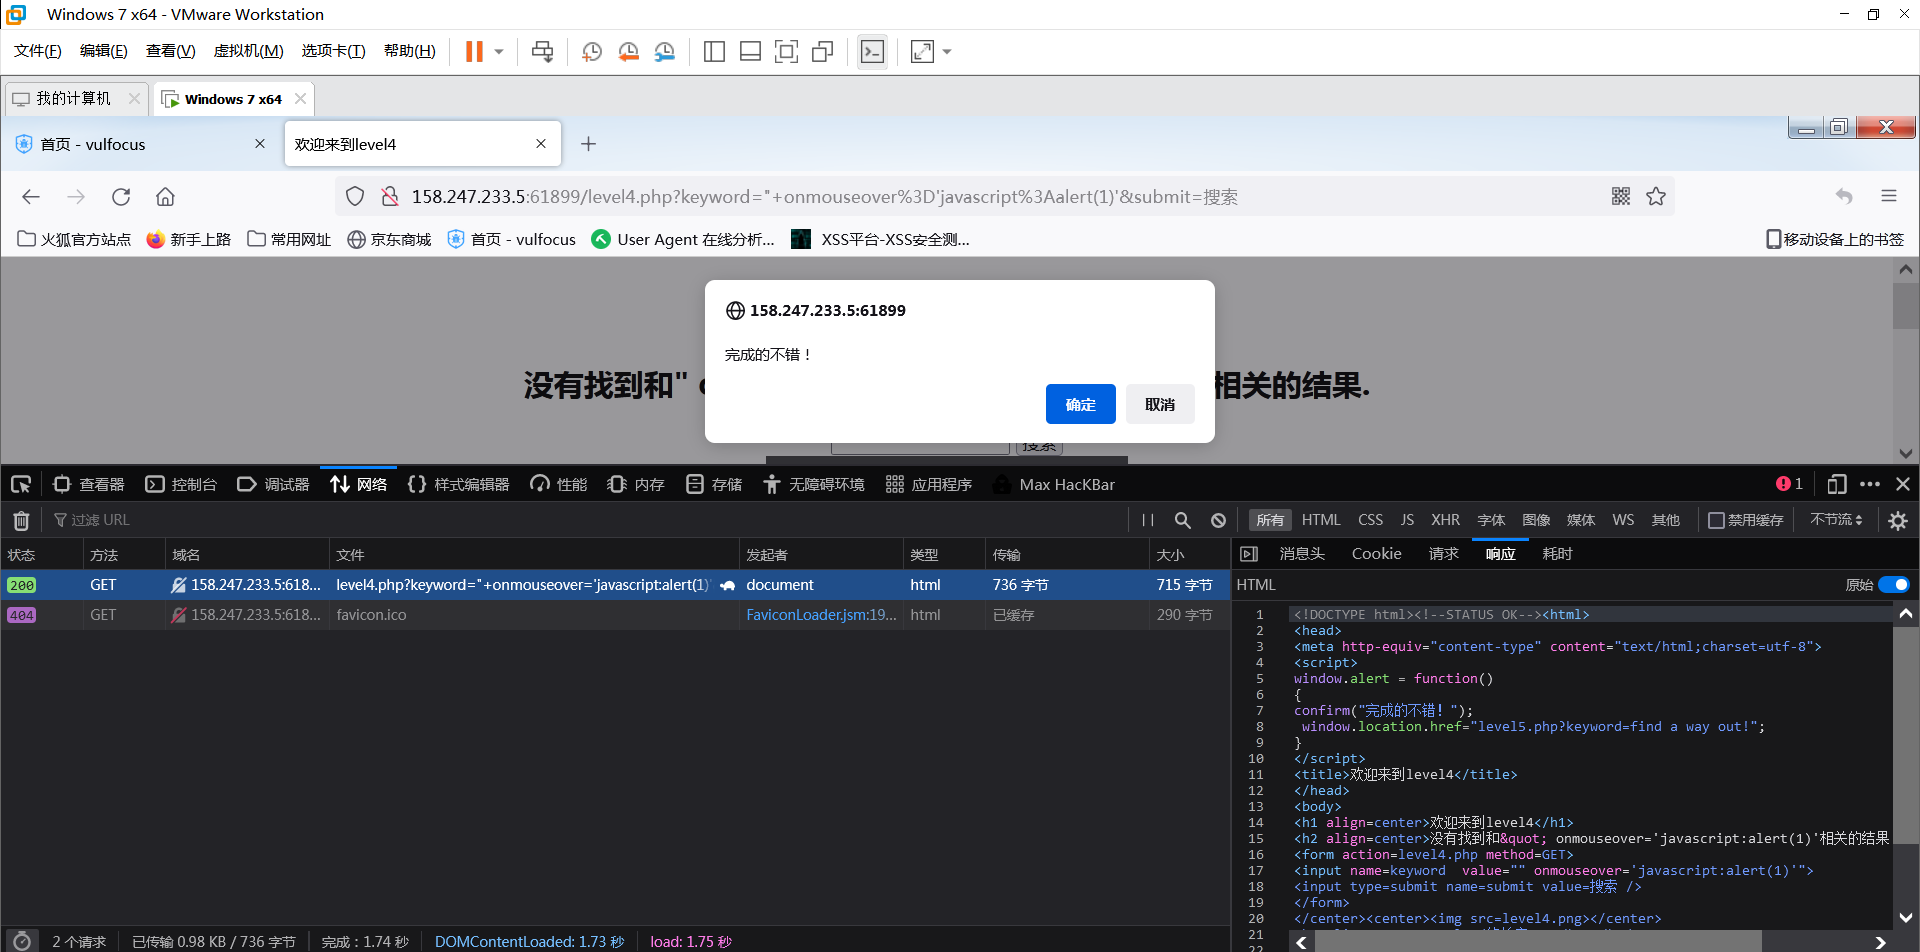 Windows 7 x64 - VMware Workstation
文件(F) 编辑(E) 查看(V) 虚拟机(M) 选项卡(T) 帮助(H)
我的计算机 Windows 7 x64
首页 - vulfocus 欢迎来到level4
158.247.233.5:61899/level4.php?keyword="+onmouseover%3D'javascript%3Aalert(1)'&submit=搜索
火狐官方站点 新手上路 常用网址 京东商城 首页 - vulfocus User Agent 在线分析... XSS平台-XSS安全测... 移动设备上的书签
158.247.233.5:61899
完成的不错！
没有找到和" 相关的结果.
确定 取消
搜索
查看器 控制台 调试器 网络 样式编辑器 性能 内存 存储 无障碍环境 应用程序 Max HacKBar 1
过滤 URL 所有 HTML CSS JS XHR 字体 图像 媒体 WS 其他 禁用缓存 不节流
状态 方法 域名 文件 发起者 类型 传输 大小 消息头 Cookie 请求 响应 耗时
200 GET 158.247.233.5:618... level4.php?keyword="+onmouseover='javascript:alert(1)' document html 736 字节 715 字节
404 GET 158.247.233.5:618... favicon.ico FaviconLoader.jsm:19... html 已缓存 290 字节
HTML 原始
1 <!DOCTYPE html><!--STATUS OK--><html>
2 <head>
3 <meta http-equiv="content-type" content="text/html;charset=utf-8">
4 <script>
5 window.alert = function()
6 {
7 confirm("完成的不错！");
8  window.location.href="level5.php?keyword=find a way out!";
9 }
10 </script>
11 <title>欢迎来到level4</title>
12 </head>
13 <body>
14 <h1 align=center>欢迎来到level4</h1>
15 <h2 align=center>没有找到和&quot; onmouseover='javascript:alert(1)'相关的结果
16 <form action=level4.php method=GET>
17 <input name=keyword  value="" onmouseover='javascript:alert(1)'">
18 <input type=submit name=submit value=搜索 />
19 </form>
20 </center><center><img src=level4.png></center>
21
22
2 个请求 已传输 0.98 KB / 736 字节 完成：1.74 秒 DOMContentLoaded: 1.73 秒 load: 1.75 秒